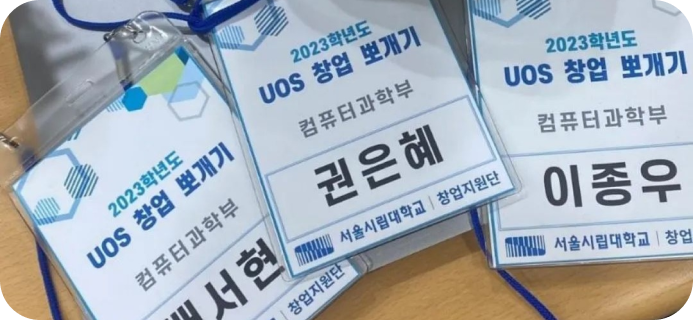 2023학년도
UOS 창업 뽀개기
컴퓨터과학부
서현
창업지원단
2023학년도
UOS 창업 뽀개기
컴퓨터과학부
권은혜
서울시립대학교 | 창업지원단
2023학년도
UOS 창업 뽀개기
컴퓨터과학부
이종우
서울시립대학교 | 창업